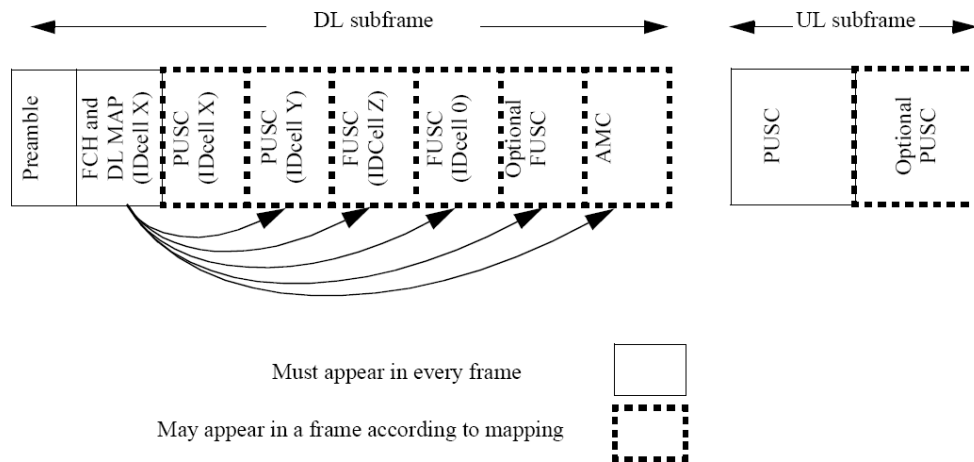 DL subframe
UL subframe
Preamble
FCH and
DL MAP
(IDcell X)
PUSC
(IDcell X)
PUSC
(IDcell Y)
FUSC
(IDCell Z)
FUSC
(IDcell 0)
Optional
FUSC
AMC
PUSC
Optional
PUSC
Must appear in every frame
May appear in a frame according to mapping